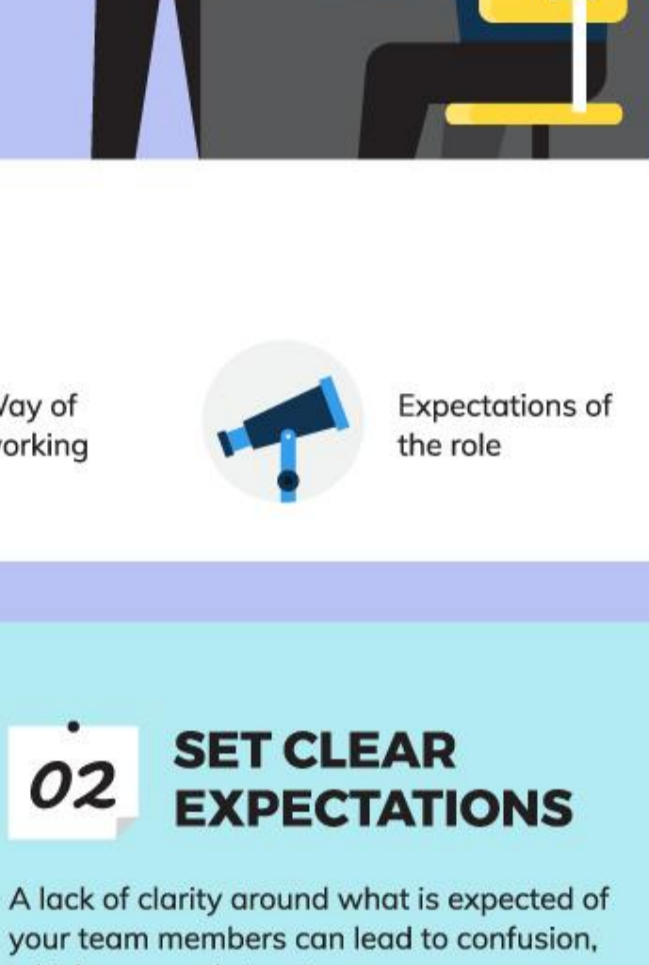 of
Expectations of
the role
02
SET CLEAR
EXPECTATIONS
A lack of clarity around what is expected of
your team members can lead to confusion,